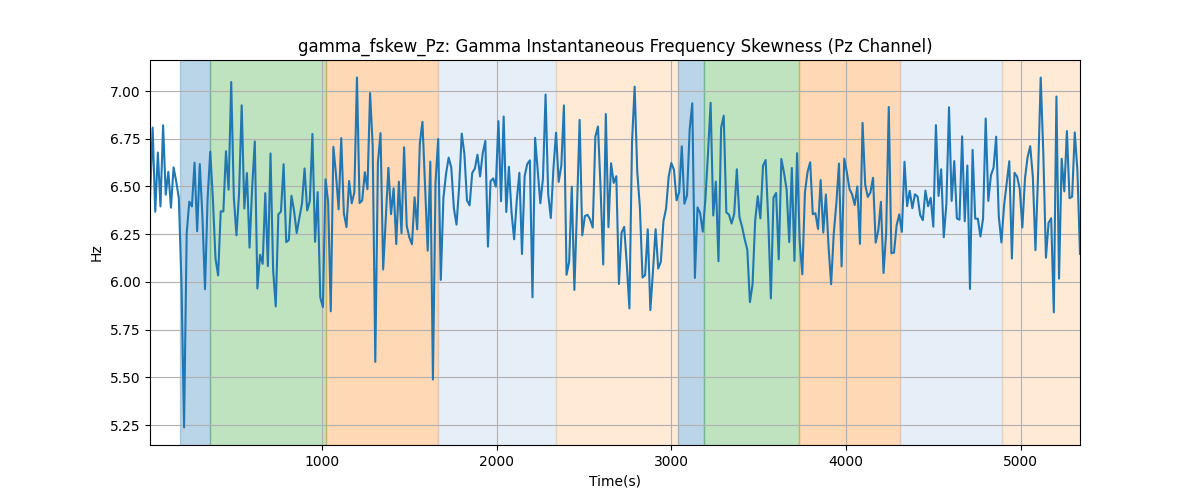 gamma_fskew_Pz: Gamma Instantaneous Frequency Skewness (Pz Channel)
7.00
6.75
6.50
6.25
6.00
5.75
5.50
5.25
Hz
1000 2000 3000 4000 5000
Time(s)